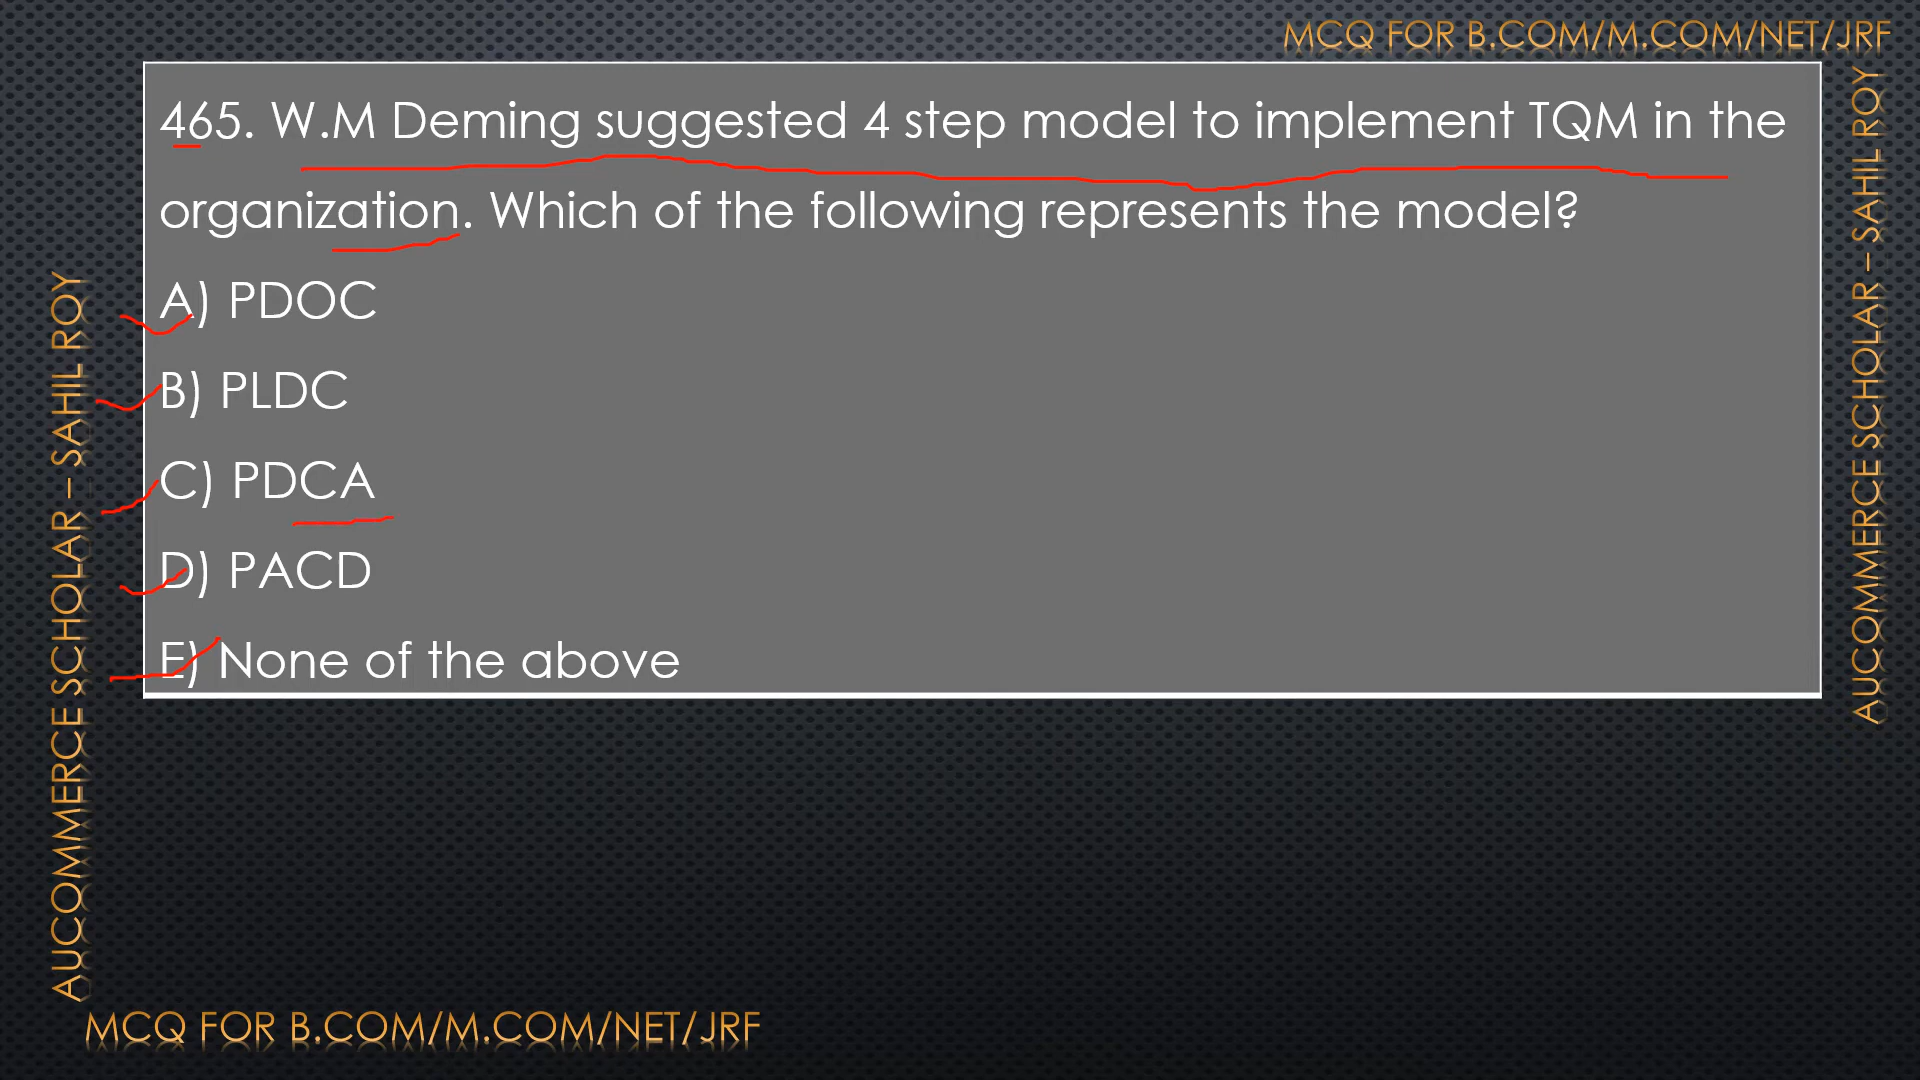 MCQ FOR B.COM/M.COM/NET/JRF
465. W.M Deming suggested 4 step model to implement TQM in the
organization. Which of the following represents the model?
A) PDOC
B) PLDC
C) PDCA
D) PACD
E) None of the above
AUCOMMERCE SCHOLAR – SAHIL ROY
AUCOMMERCE SCHOLAR – SAHIL ROY
MCQ FOR B.COM/M.COM/NET/JRF